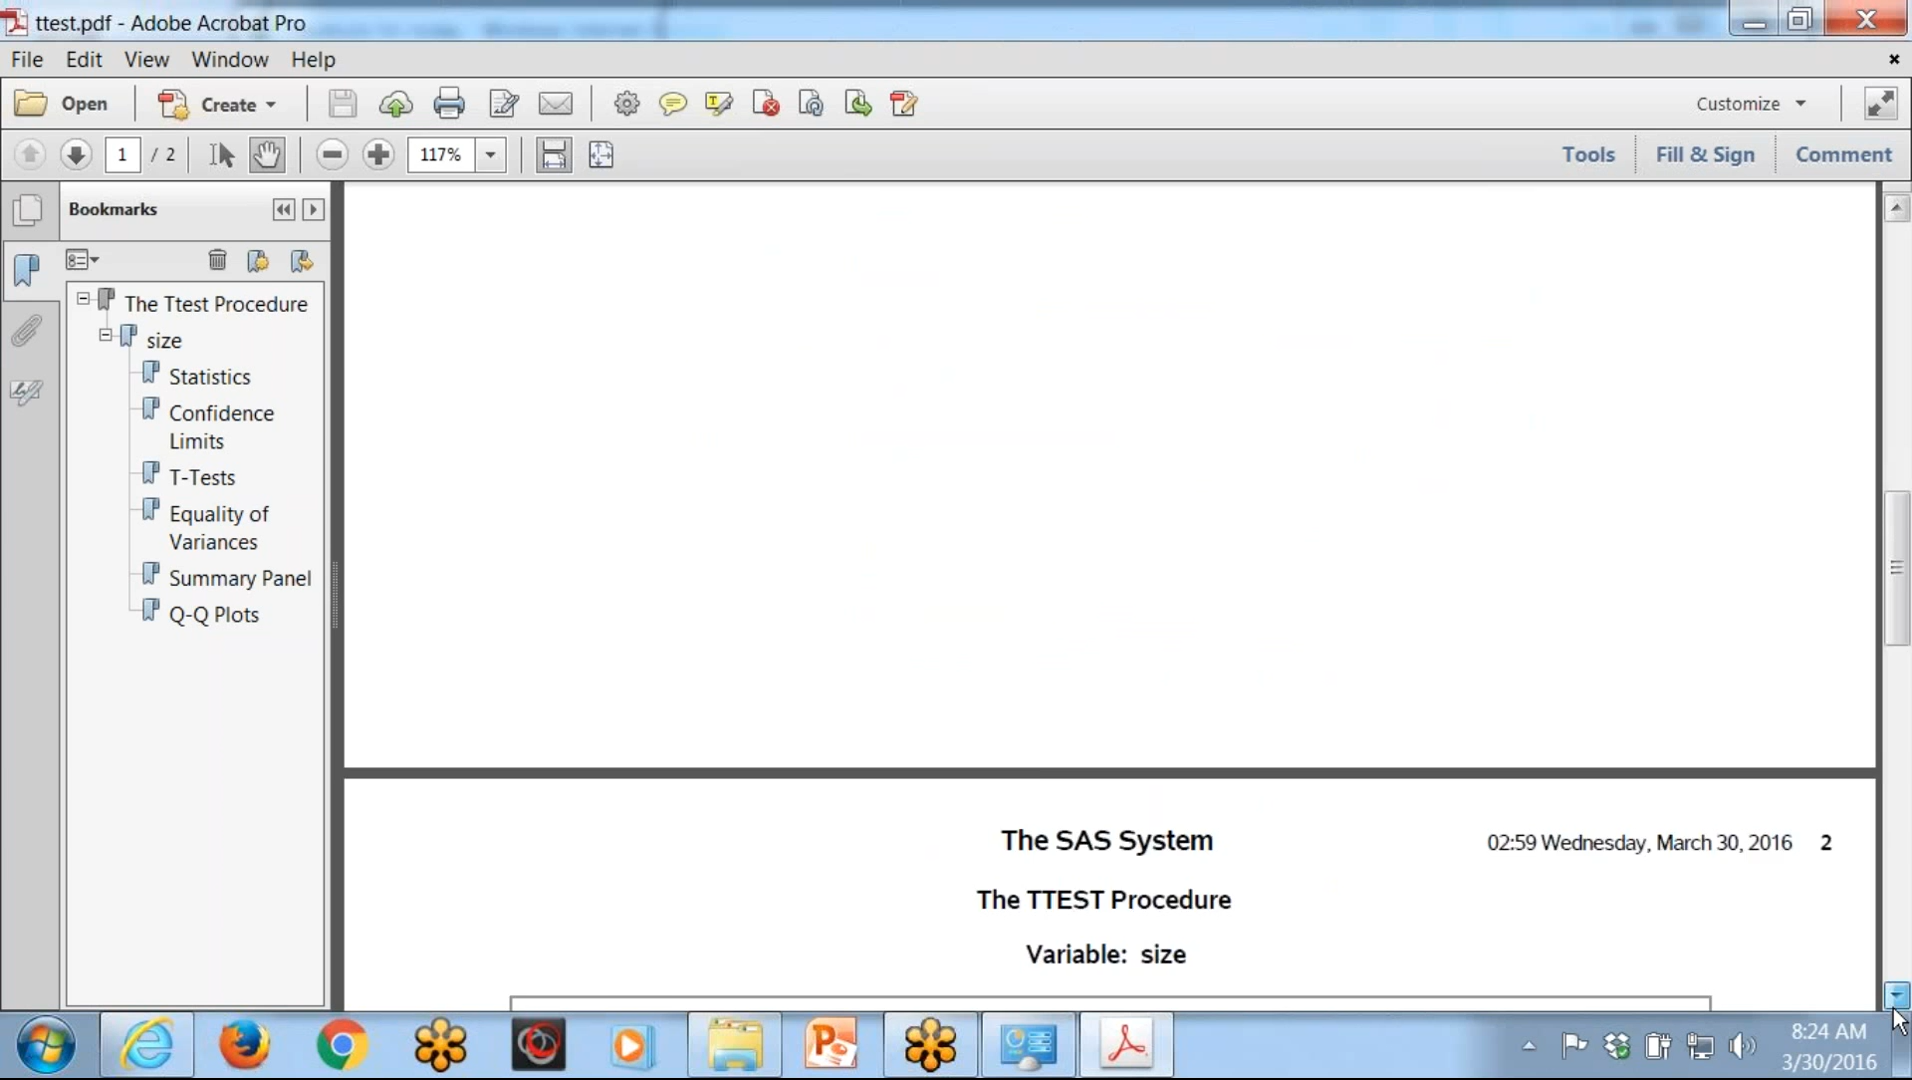 ttest.pdf - Adobe Acrobat Pro
File Edit View Window Help
Open Create Customize
1 / 2 117% Tools Fill & Sign Comment
Bookmarks
The Ttest Procedure
size
Statistics
Confidence
Limits
T-Tests
Equality of
Variances
Summary Panel
Q-Q Plots
The SAS System 02:59 Wednesday, March 30, 2016 2
The TTEST Procedure
Variable: size
8:24 AM
3/30/2016